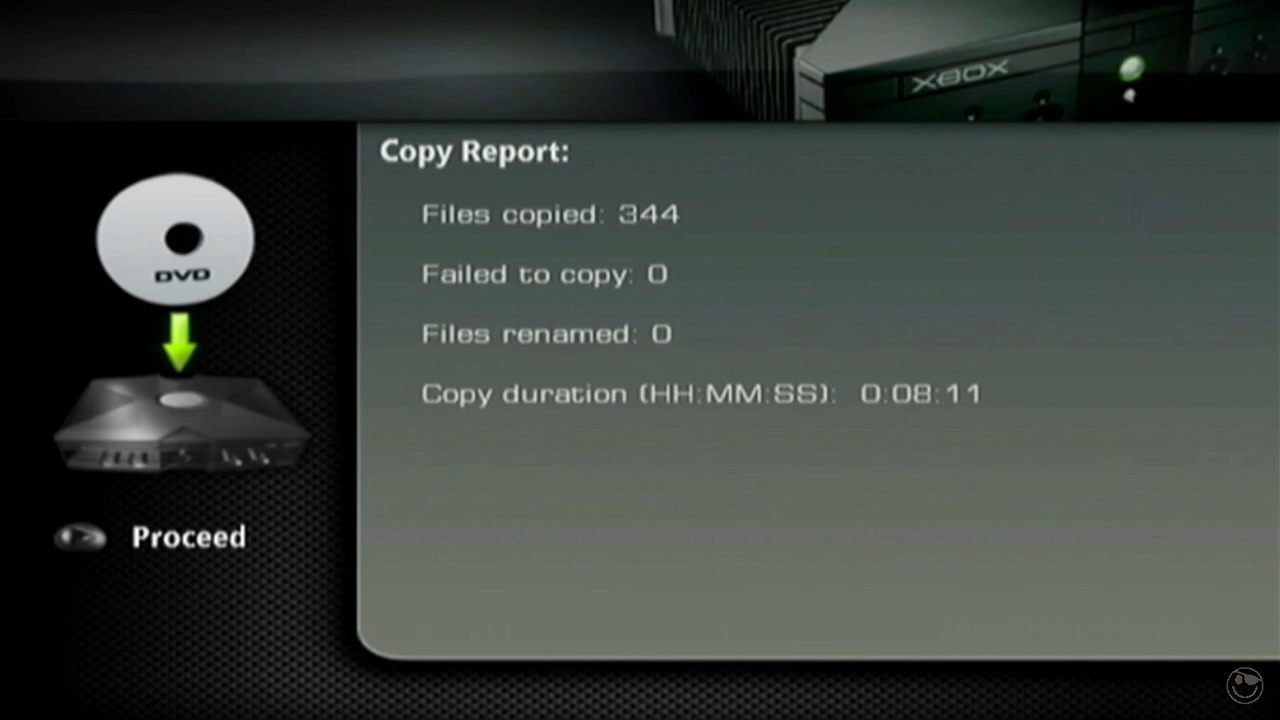 XBOX
Copy Report:
Files copied: 344
DVD
Failed to copy: 0
Files renamed: 0
Copy duration (HH:MM:SS): 0:08:11
Proceed